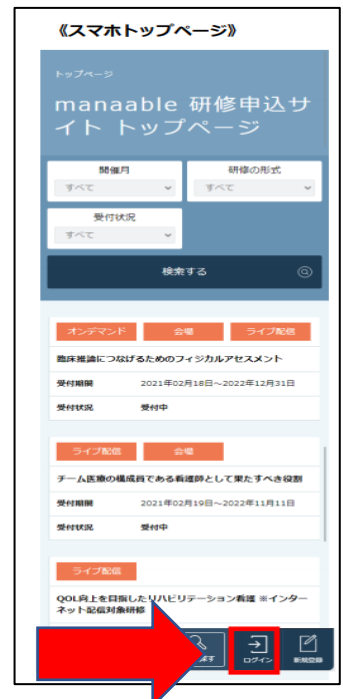 《スマホトップページ》
トップページ
manaable 研修申込サ
イト トップページ
開催月
研修の形式
すべて
すべて
受付状況
すべて
検索する
オンデマンド 会場 ライブ配信
臨床推論につなげるためのフィジカルアセスメント
受付期間 2021年02月18日～2022年12月31日
受付状況 受付中
ライブ配信 会場
チーム医療の構成員である看護師として果たすべき役割
受付期間 2021年02月19日～2022年11月11日
受付状況 受付中
ライブ配信
QOL向上を目指したリハビリテーション看護 ※インター
ネット配信対象研修
ログイン
新規登録